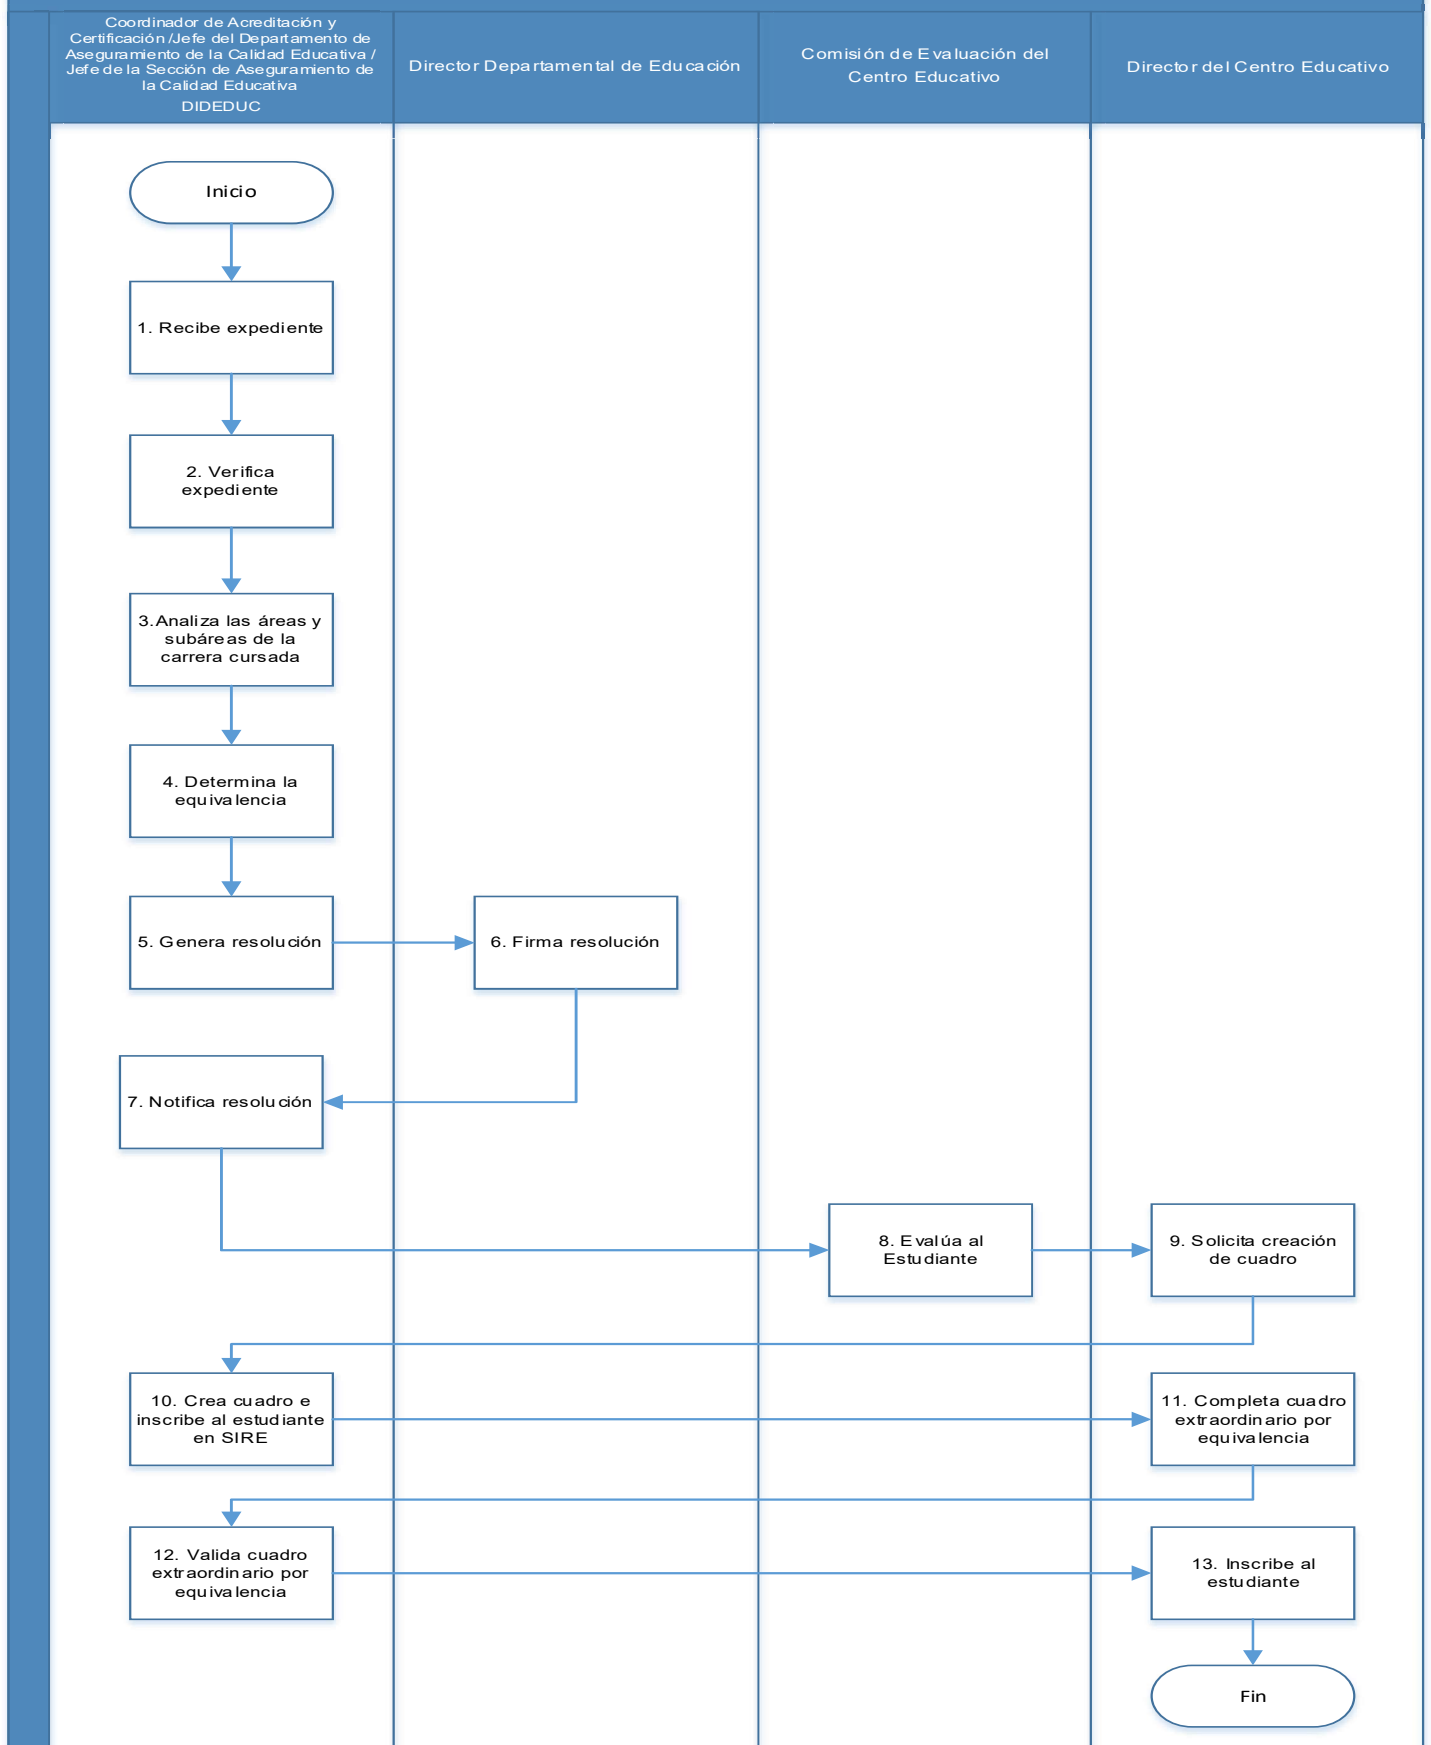 Coordinador de Acreditación y
Certificación /Jefe del Departamento de
Aseguramiento de la Calidad Educativa /
Jefe de la Sección de Aseguramiento de
la Calidad Educativa
DIDEDUC
Director Departamental de Educación
Comisión de Evaluación del
Centro Educativo
Director del Centro Educativo
Inicio
1. Recibe expediente
2. Verifica
expediente
3.Analiza las áreas y
subáreas de la
carrera cursada
4. Determina la
equivalencia
5. Genera resolución
6. Firma resolución
7. Notifica resolución
8. Evalúa al
Estudiante
9. Solicita creación
de cuadro
10. Crea cuadro e
inscribe al estudiante
en SIRE
11. Completa cuadro
extraordinario por
equivalencia
12. Valida cuadro
extraordinario por
equivalencia
13. Inscribe al
estudiante
Fin